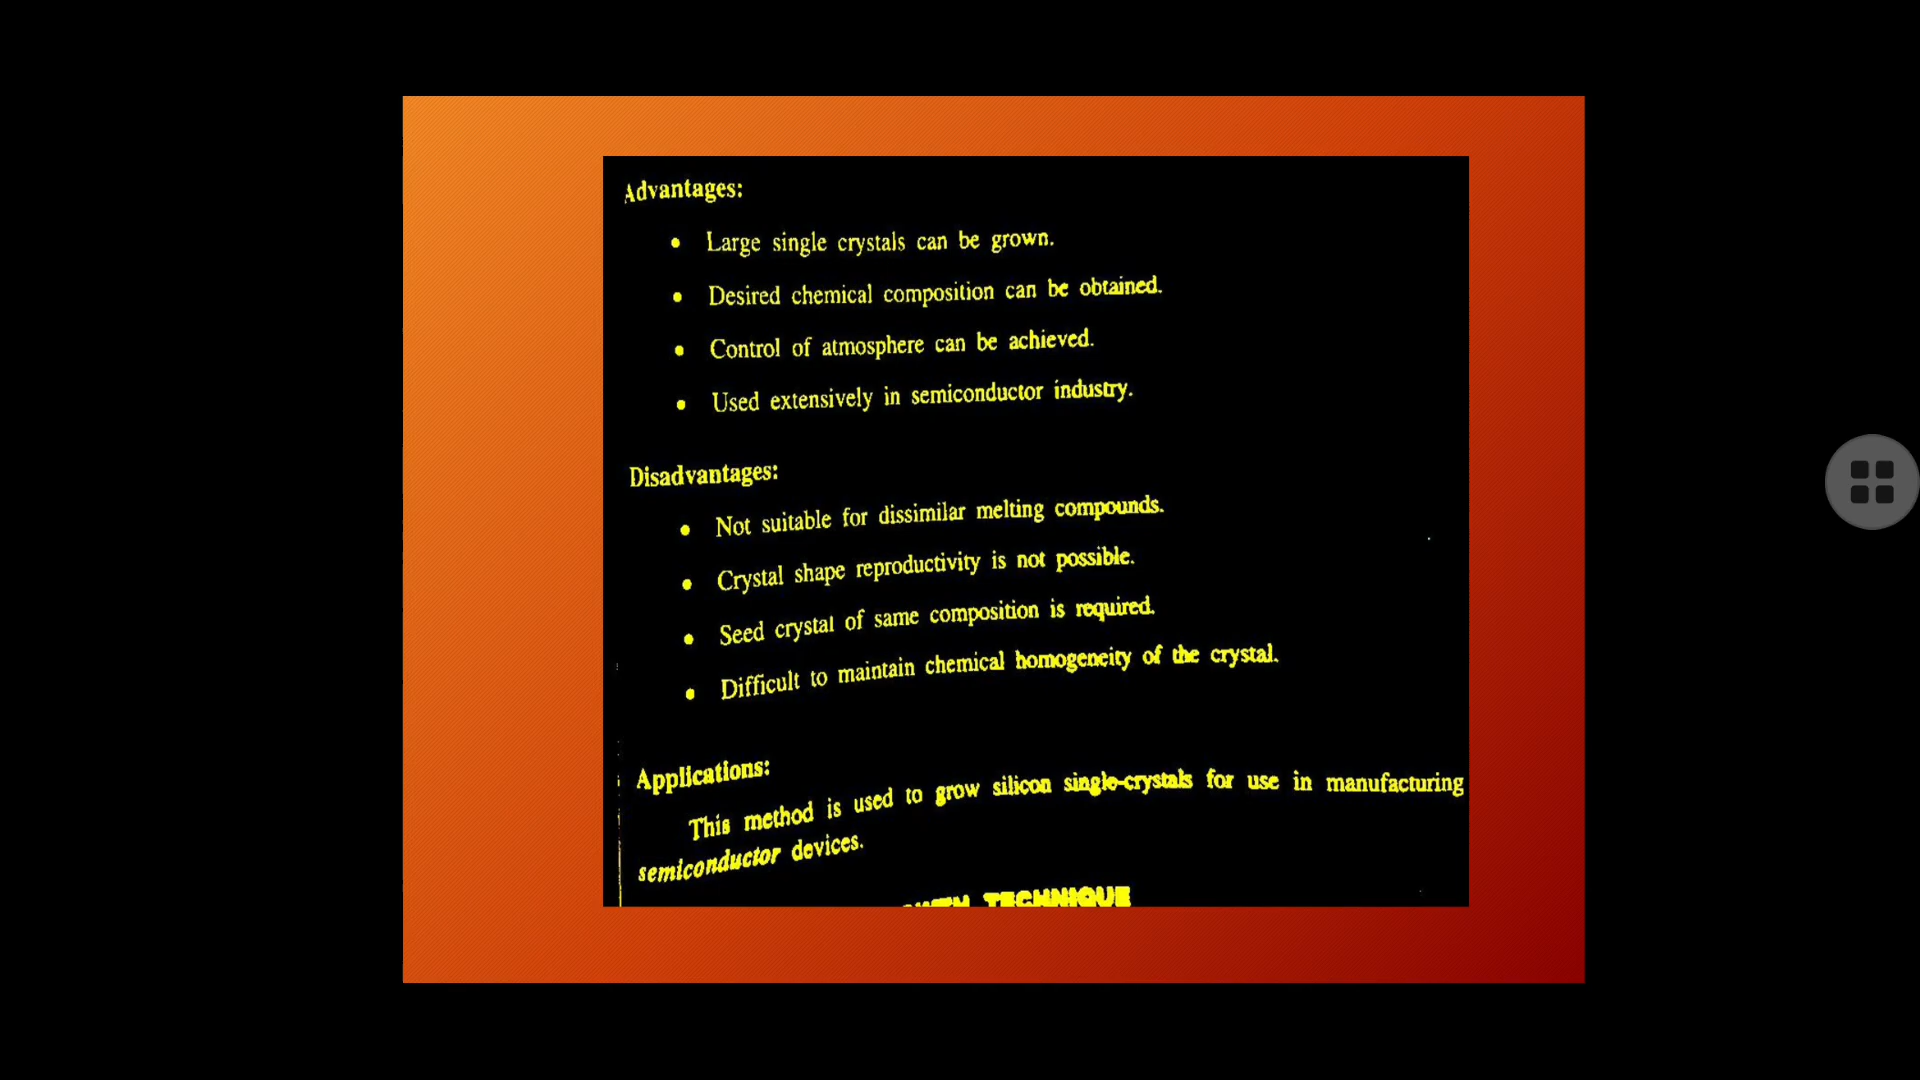 Advantages:
• Large single crystals can be grown.
• Desired chemical composition can be obtained.
• Control of atmosphere can be achieved.
• Used extensively in semiconductor industry.
Disadvantages:
• Not suitable for dissimilar melting compounds.
• Crystal shape reproductivity is not possible.
• Seed crystal of same composition is required.
• Difficult to maintain chemical homogeneity of the crystal.
Applications:
This method is used to grow silicon single-crystals for use in manufacturing
semiconductor devices.
TECHNIQUE